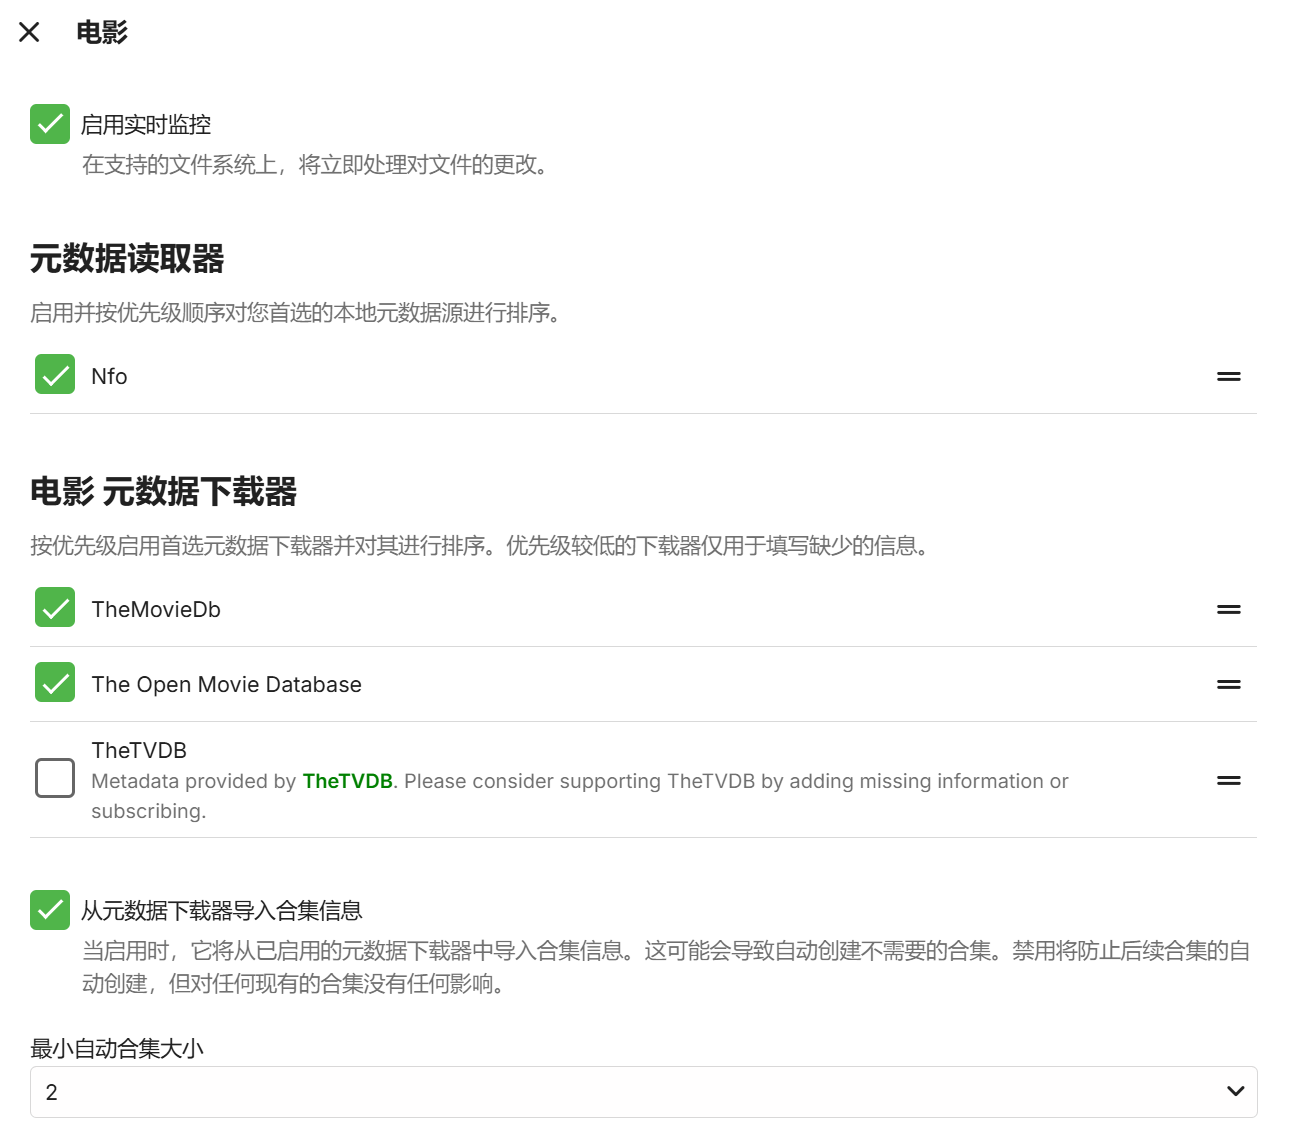 电影
启用实时监控
在支持的文件系统上，将立即处理对文件的更改。
元数据读取器
启用并按优先级顺序对您首选的本地元数据源进行排序。
Nfo
电影 元数据下载器
按优先级启用首选元数据下载器并对其进行排序。优先级较低的下载器仅用于填写缺少的信息。
TheMovieDb
The Open Movie Database
TheTVDB
Metadata provided by TheTVDB. Please consider supporting TheTVDB by adding missing information or
subscribing.
从元数据下载器导入合集信息
当启用时，它将从已启用的元数据下载器中导入合集信息。这可能会导致自动创建不需要的合集。禁用将防止后续合集的自
动创建，但对任何现有的合集没有任何影响。
最小自动合集大小
2